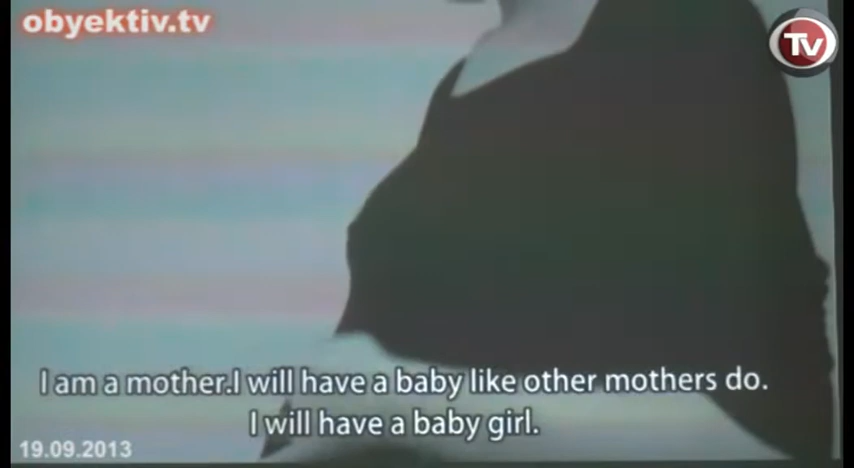 obyektiv.tv
TV
I am a mother.I will have a baby like other mothers do.
I will have a baby girl.
19.09.2013